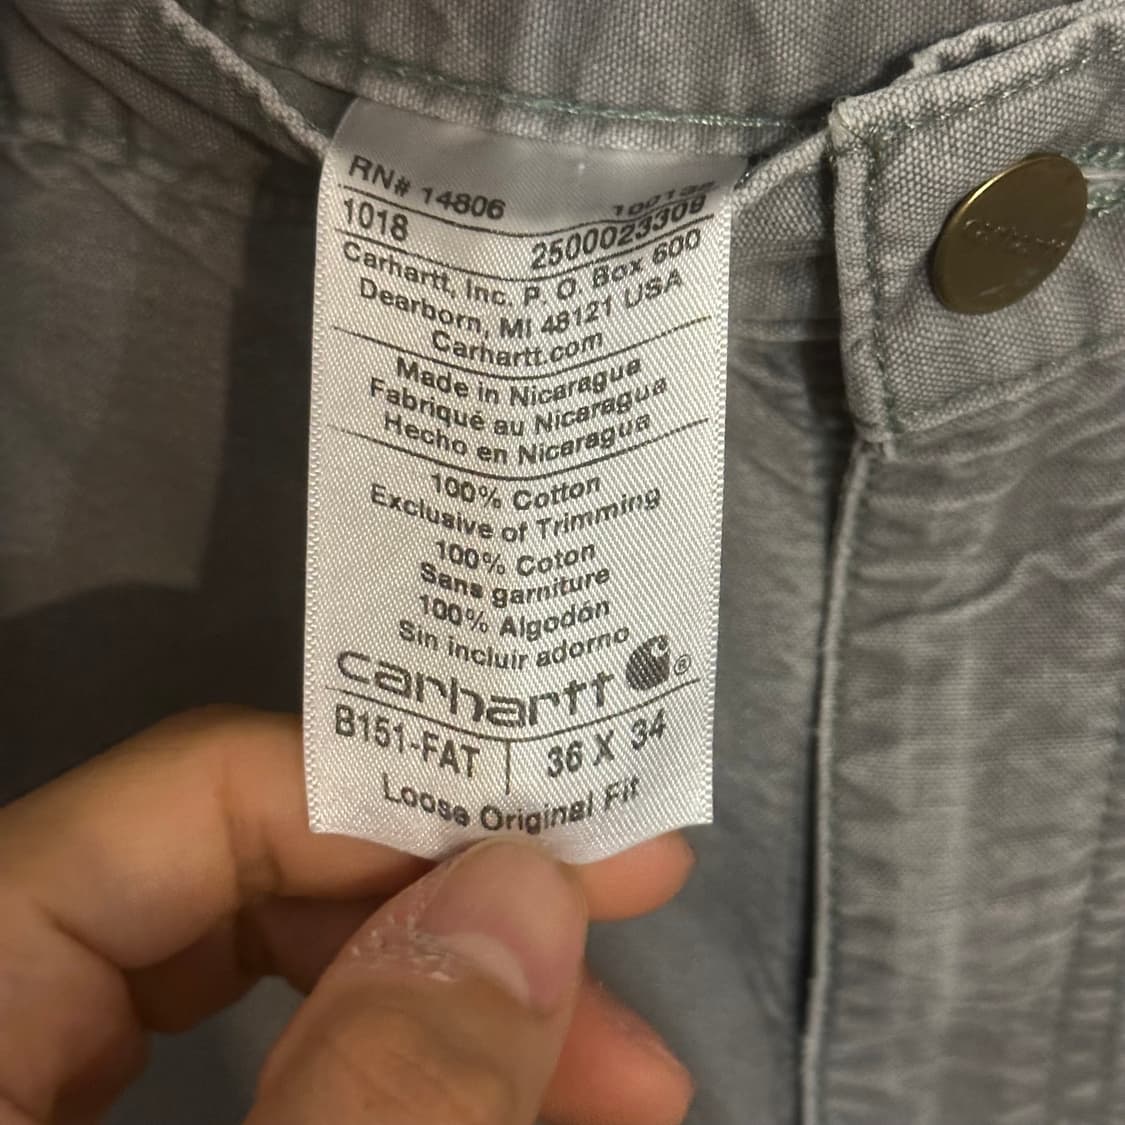 RN# 14806
1018 2500023309
Carhartt, Inc. P. O. Box 600
Dearborn, MI 48121 USA
Carhartt.com
Made in Nicaragua
Fabriqué au Nicaragua
Hecho en Nicaragua
100% Cotton
Exclusive of Trimming
100% Coton
Sans garniture
100% Algodón
Sin incluir adorno
carhartt ®
B151-FAT | 36 X 34
Loose Original Fit